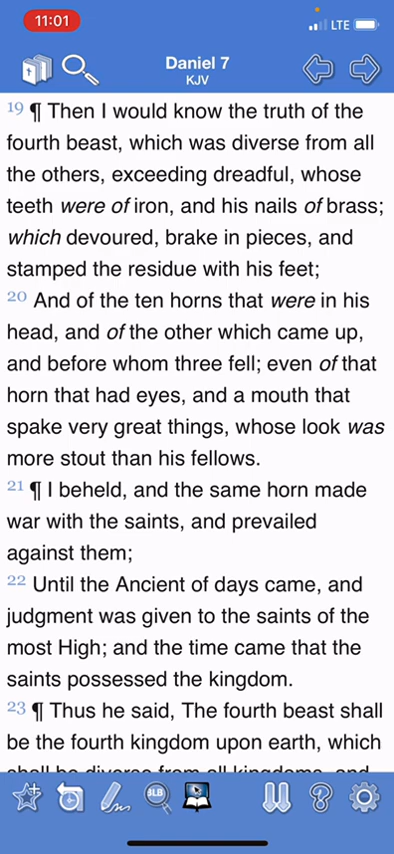 11:01
LTE
Daniel 7
KJV
19 ¶ Then I would know the truth of the
fourth beast, which was diverse from all
the others, exceeding dreadful, whose
teeth were of iron, and his nails of brass;
which devoured, brake in pieces, and
stamped the residue with his feet;
20 And of the ten horns that were in his
head, and of the other which came up,
and before whom three fell; even of that
horn that had eyes, and a mouth that
spake very great things, whose look was
more stout than his fellows.
21 ¶ I beheld, and the same horn made
war with the saints, and prevailed
against them;
22 Until the Ancient of days came, and
judgment was given to the saints of the
most High; and the time came that the
saints possessed the kingdom.
23 ¶ Thus he said, The fourth beast shall
be the fourth kingdom upon earth, which
shall be diverse from all kingdoms, and
BLB